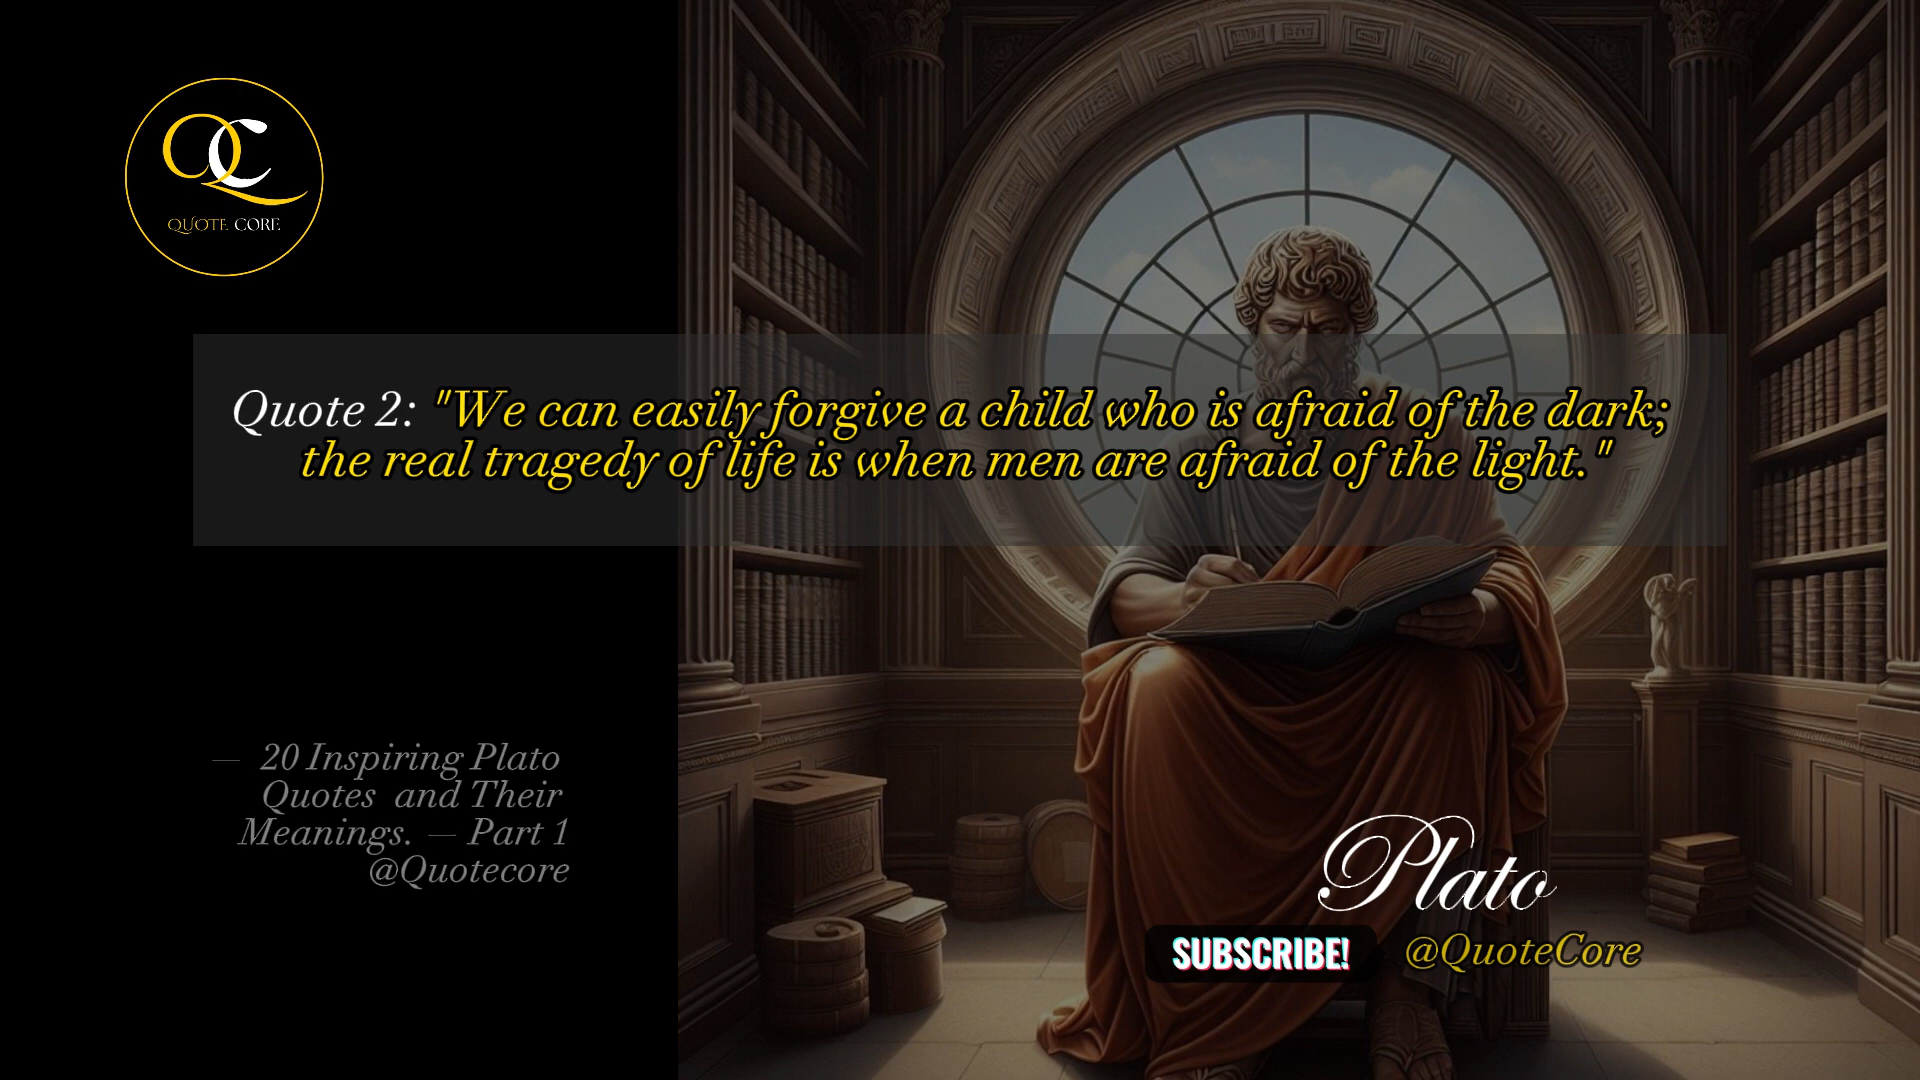 QC
QUOTE CORE
Quote 2: "We can easily forgive a child who is afraid of the dark;
the real tragedy of life is when men are afraid of the light."
— 20 Inspiring Plato
Quotes and Their
Meanings. — Part 1
@Quotecore
Plato
SUBSCRIBE!
@QuoteCore